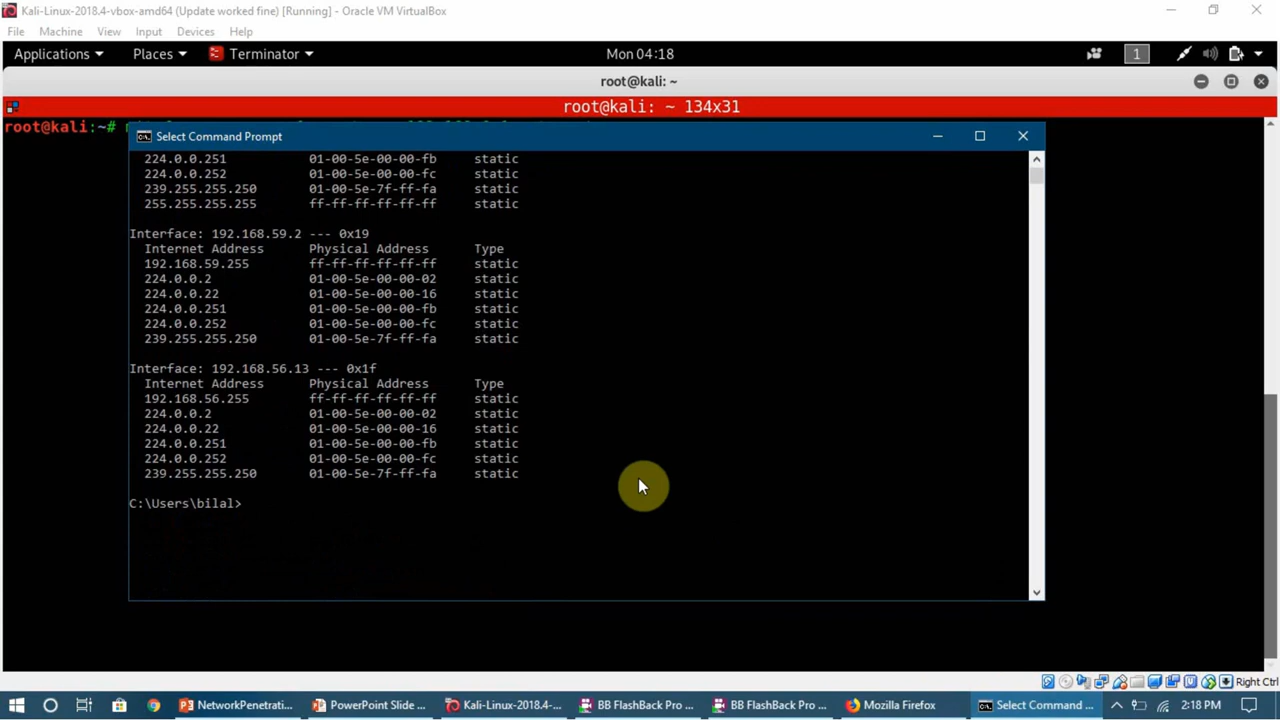 Kali-Linux-2018.4-vbox-amd64 (Update worked fine) [Running] - Oracle VM VirtualBox
File Machine View Input Devices Help
Applications Places Terminator Mon 04:18 1
root@kali: ~
root@kali: ~ 134x31
root@kali:~#
Select Command Prompt
224.0.0.251 01-00-5e-00-00-fb static
224.0.0.252 01-00-5e-00-00-fc static
239.255.255.250 01-00-5e-7f-ff-fa static
255.255.255.255 ff-ff-ff-ff-ff-ff static
Interface: 192.168.59.2 --- 0x19
Internet Address Physical Address Type
192.168.59.255 ff-ff-ff-ff-ff-ff static
224.0.0.2 01-00-5e-00-00-02 static
224.0.0.22 01-00-5e-00-00-16 static
224.0.0.251 01-00-5e-00-00-fb static
224.0.0.252 01-00-5e-00-00-fc static
239.255.255.250 01-00-5e-7f-ff-fa static
Interface: 192.168.56.13 --- 0x1f
Internet Address Physical Address Type
192.168.56.255 ff-ff-ff-ff-ff-ff static
224.0.0.2 01-00-5e-00-00-02 static
224.0.0.22 01-00-5e-00-00-16 static
224.0.0.251 01-00-5e-00-00-fb static
224.0.0.252 01-00-5e-00-00-fc static
239.255.255.250 01-00-5e-7f-ff-fa static
C:\Users\bilal>
Right Ctrl
NetworkPenetrati... PowerPoint Slide ... Kali-Linux-2018.4-... BB FlashBack Pro ... BB FlashBack Pro ... Mozilla Firefox Select Command ... 2:18 PM